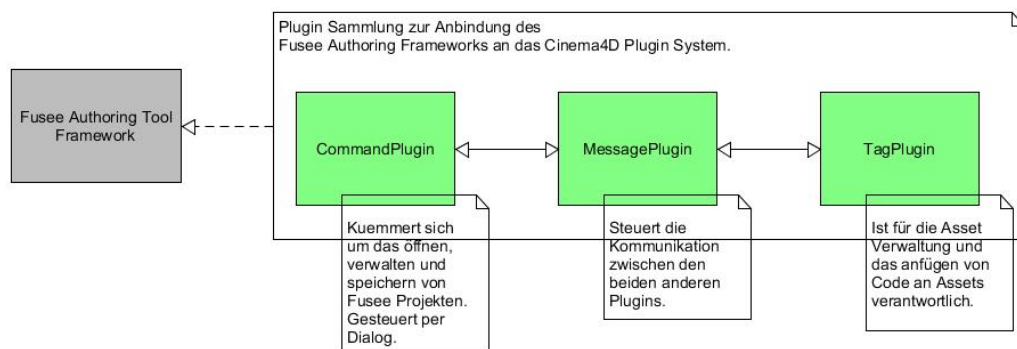 Plugin Sammlung zur Anbindung des
Fusee Authoring Frameworks an das Cinema4D Plugin System.
Fusee Authoring Tool
Framework
CommandPlugin
MessagePlugin
TagPlugin
Kuemmert sich
um das öffnen,
verwalten und
speichern von
Fusee Projekten.
Gesteuert per
Dialog.
Steuert die
Kommunikation
zwischen den
beiden anderen
Plugins.
Ist für die Asset
Verwaltung und
das anfügen von
Code an Assets
verantwortlich.